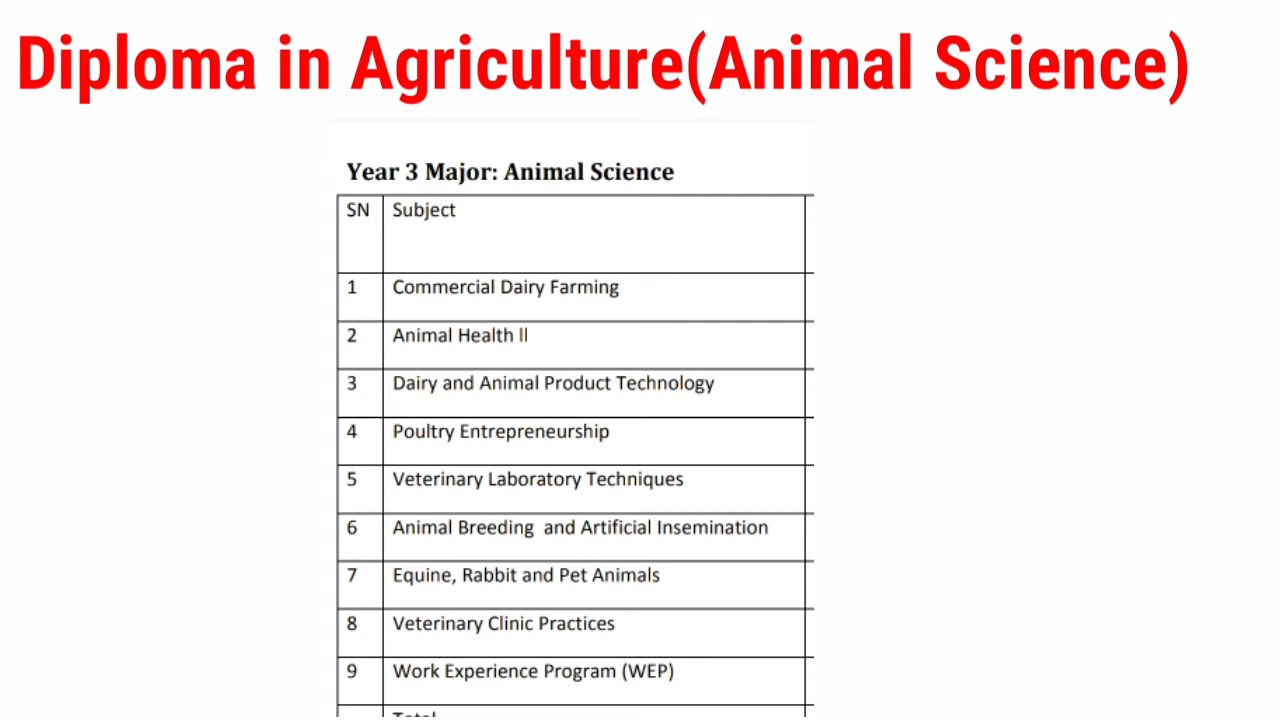 Diploma in Agriculture(Animal Science)
Year 3 Major: Animal Science
SN Subject
1 Commercial Dairy Farming
2 Animal Health ll
3 Dairy and Animal Product Technology
4 Poultry Entrepreneurship
5 Veterinary Laboratory Techniques
6 Animal Breeding and Artificial Insemination
7 Equine, Rabbit and Pet Animals
8 Veterinary Clinic Practices
9 Work Experience Program (WEP)
Total